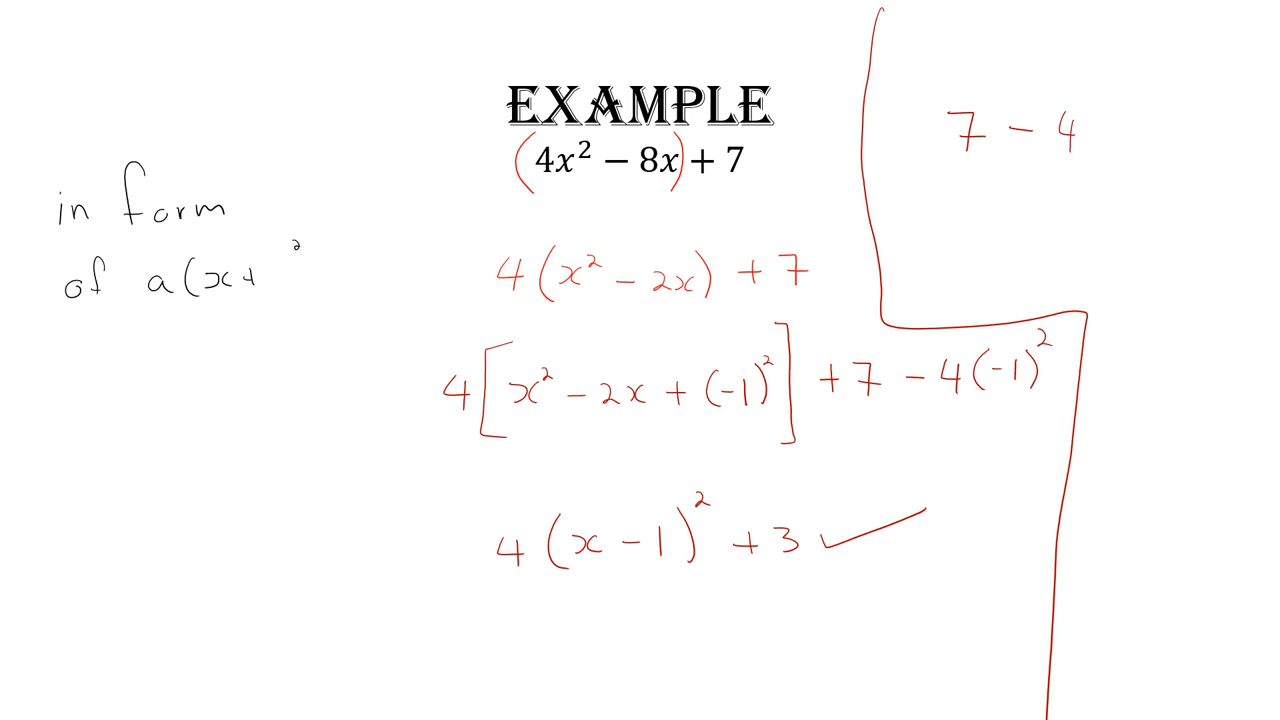 EXAMPLE
(4x² − 8x) + 7
in form
of a(x+ ²
4(x² − 2x) + 7
4[x² − 2x + (−1)²] + 7 − 4(−1)²
4(x − 1)² + 3 ✓
7 − 4